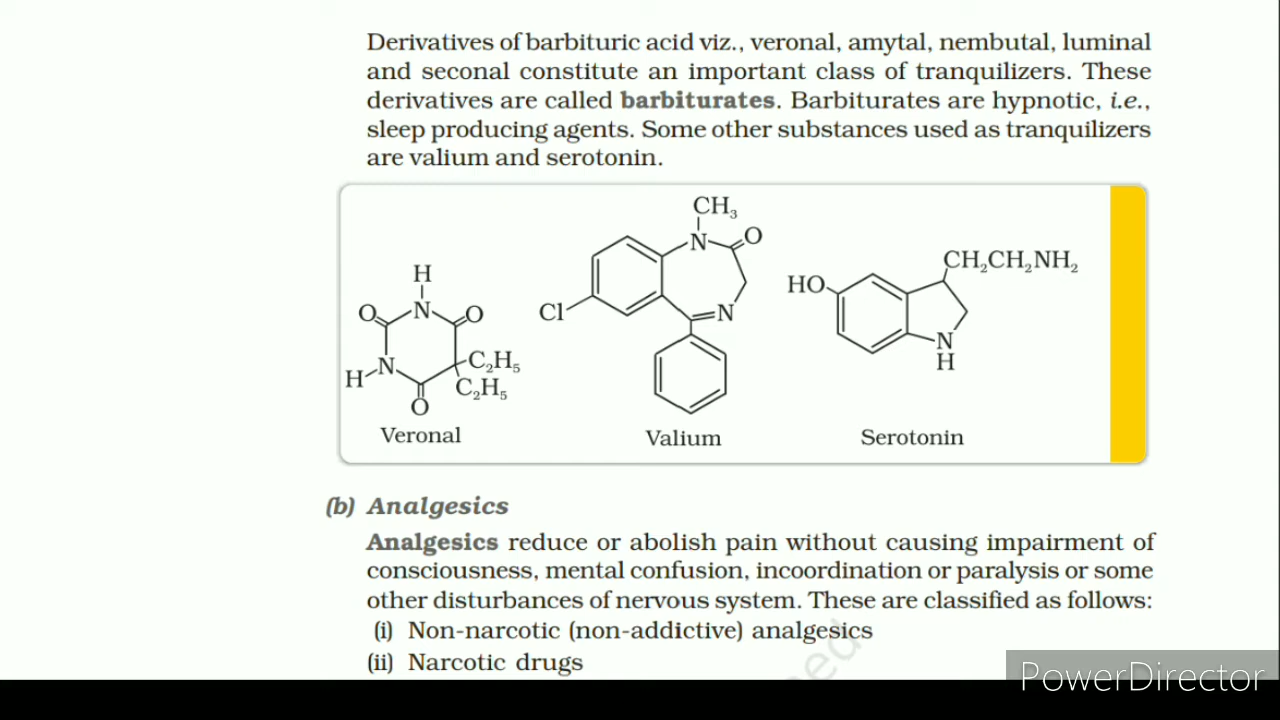 Derivatives of barbituric acid viz., veronal, amytal, nembutal, luminal
and seconal constitute an important class of tranquilizers. These
derivatives are called barbiturates. Barbiturates are hypnotic, i.e.,
sleep producing agents. Some other substances used as tranquilizers
are valium and serotonin.
H
N
O
O
H
N
C₂H₅
C₂H₅
O
Veronal
CH₃
N
O
Cl
N
Valium
CH₂CH₂NH₂
HO
N
H
Serotonin
(b) Analgesics
Analgesics reduce or abolish pain without causing impairment of
consciousness, mental confusion, incoordination or paralysis or some
other disturbances of nervous system. These are classified as follows:
(i) Non-narcotic (non-addictive) analgesics
(ii) Narcotic drugs
PowerDirector